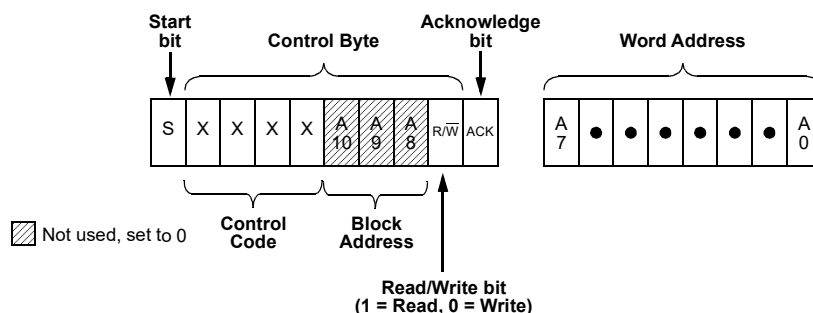 Start
bit
Control Byte
Acknowledge
bit
Word Address
S X X X X A
10 A
9 A
8 R/W̅ ACK
A
7 ● ● ● ● ● ● A
0
Control
Code
Block
Address
Not used, set to 0
Read/Write bit
(1 = Read, 0 = Write)